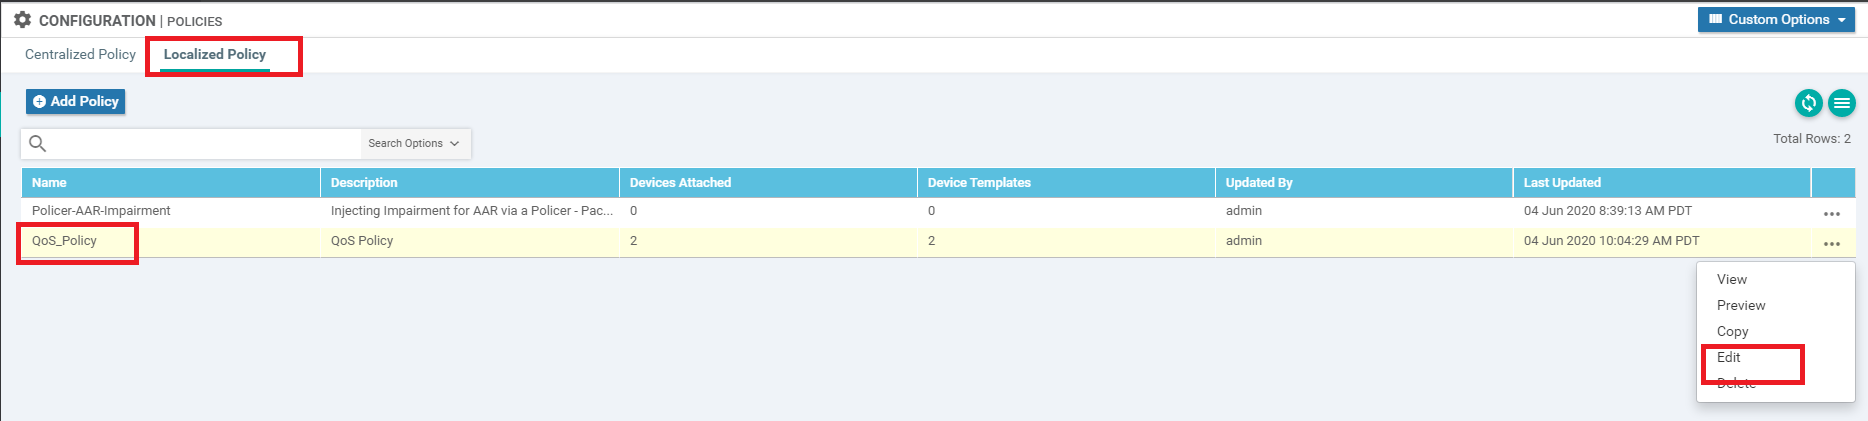 CONFIGURATION | POLICIES
Custom Options
Centralized Policy
Localized Policy
Add Policy
Search Options
Total Rows: 2
Name Description Devices Attached Device Templates Updated By Last Updated
Policer-AAR-Impairment Injecting Impairment for AAR via a Policer - Pac... 0 0 admin 04 Jun 2020 8:39:13 AM PDT
QoS_Policy QoS Policy 2 2 admin 04 Jun 2020 10:04:29 AM PDT
View
Preview
Copy
Edit
Delete